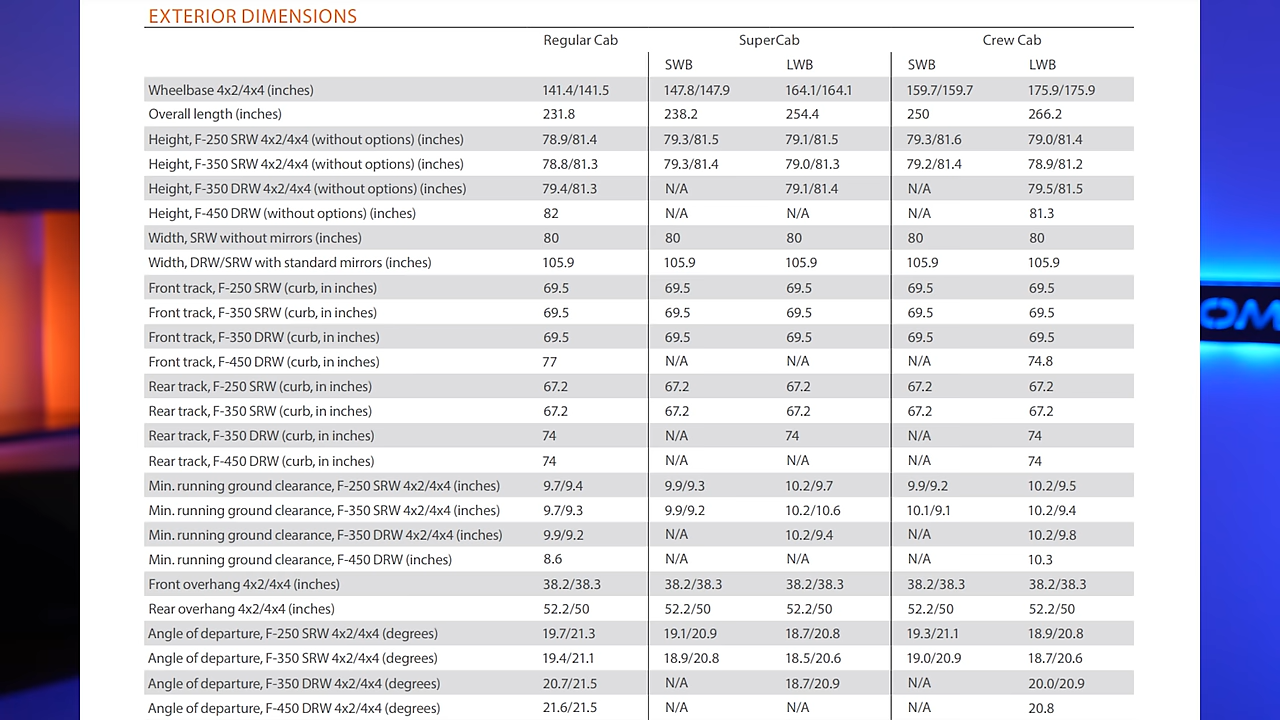 EXTERIOR DIMENSIONS
Regular Cab SuperCab Crew Cab
SWB LWB SWB LWB
Wheelbase 4x2/4x4 (inches) 141.4/141.5 147.8/147.9 164.1/164.1 159.7/159.7 175.9/175.9
Overall length (inches) 231.8 238.2 254.4 250 266.2
Height, F-250 SRW 4x2/4x4 (without options) (inches) 78.9/81.4 79.3/81.5 79.1/81.5 79.3/81.6 79.0/81.4
Height, F-350 SRW 4x2/4x4 (without options) (inches) 78.8/81.3 79.3/81.4 79.0/81.3 79.2/81.4 78.9/81.2
Height, F-350 DRW 4x2/4x4 (without options) (inches) 79.4/81.3 N/A 79.1/81.4 N/A 79.5/81.5
Height, F-450 DRW (without options) (inches) 82 N/A N/A N/A 81.3
Width, SRW without mirrors (inches) 80 80 80 80 80
Width, DRW/SRW with standard mirrors (inches) 105.9 105.9 105.9 105.9 105.9
Front track, F-250 SRW (curb, in inches) 69.5 69.5 69.5 69.5 69.5
Front track, F-350 SRW (curb, in inches) 69.5 69.5 69.5 69.5 69.5
Front track, F-350 DRW (curb, in inches) 69.5 69.5 69.5 69.5 69.5
Front track, F-450 DRW (curb, in inches) 77 N/A N/A N/A 74.8
Rear track, F-250 SRW (curb, in inches) 67.2 67.2 67.2 67.2 67.2
Rear track, F-350 SRW (curb, in inches) 67.2 67.2 67.2 67.2 67.2
Rear track, F-350 DRW (curb, in inches) 74 N/A 74 N/A 74
Rear track, F-450 DRW (curb, in inches) 74 N/A N/A N/A 74
Min. running ground clearance, F-250 SRW 4x2/4x4 (inches) 9.7/9.4 9.9/9.3 10.2/9.7 9.9/9.2 10.2/9.5
Min. running ground clearance, F-350 SRW 4x2/4x4 (inches) 9.7/9.3 9.9/9.2 10.2/10.6 10.1/9.1 10.2/9.4
Min. running ground clearance, F-350 DRW 4x2/4x4 (inches) 9.9/9.2 N/A 10.2/9.4 N/A 10.2/9.8
Min. running ground clearance, F-450 DRW (inches) 8.6 N/A N/A N/A 10.3
Front overhang 4x2/4x4 (inches) 38.2/38.3 38.2/38.3 38.2/38.3 38.2/38.3 38.2/38.3
Rear overhang 4x2/4x4 (inches) 52.2/50 52.2/50 52.2/50 52.2/50 52.2/50
Angle of departure, F-250 SRW 4x2/4x4 (degrees) 19.7/21.3 19.1/20.9 18.7/20.8 19.3/21.1 18.9/20.8
Angle of departure, F-350 SRW 4x2/4x4 (degrees) 19.4/21.1 18.9/20.8 18.5/20.6 19.0/20.9 18.7/20.6
Angle of departure, F-350 DRW 4x2/4x4 (degrees) 20.7/21.5 N/A 18.7/20.9 N/A 20.0/20.9
Angle of departure, F-450 DRW 4x2/4x4 (degrees) 21.6/21.5 N/A N/A N/A 20.8